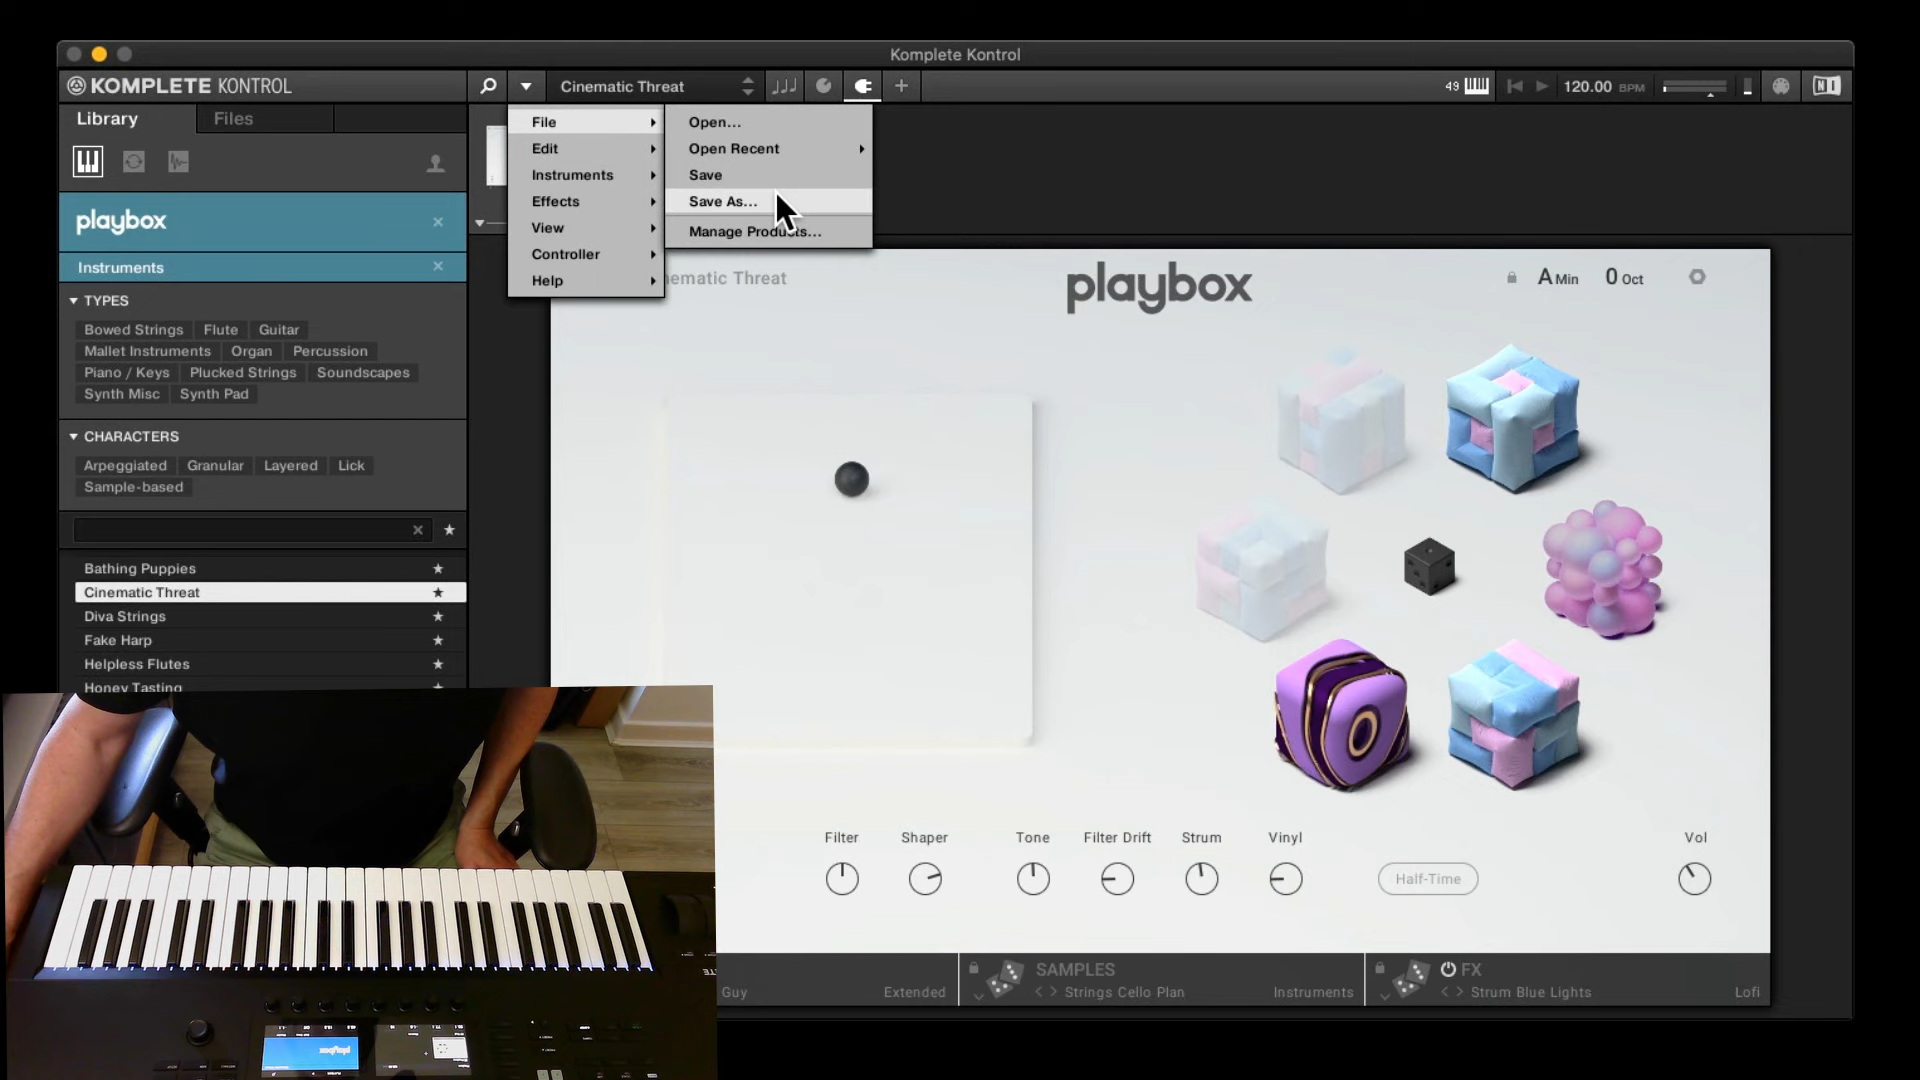 Komplete Kontrol
KOMPLETE KONTROL
Cinematic Threat
49
120.00 BPM
Library
Files
File
Open...
Edit
Open Recent
Instruments
Save
Effects
Save As...
View
Manage Products...
Controller
Help
playbox
Instruments
TYPES
Bowed Strings
Flute
Guitar
Mallet Instruments
Organ
Percussion
Piano / Keys
Plucked Strings
Soundscapes
Synth Misc
Synth Pad
CHARACTERS
Arpeggiated
Granular
Layered
Lick
Sample-based
Bathing Puppies
Cinematic Threat
Diva Strings
Fake Harp
Helpless Flutes
Honey Tasting
ematic Threat
playbox
A Min
0 Oct
Filter
Shaper
Tone
Filter Drift
Strum
Vinyl
Half-Time
Vol
Guy
Extended
SAMPLES
Strings Cello Plan
Instruments
FX
Strum Blue Lights
Lofi